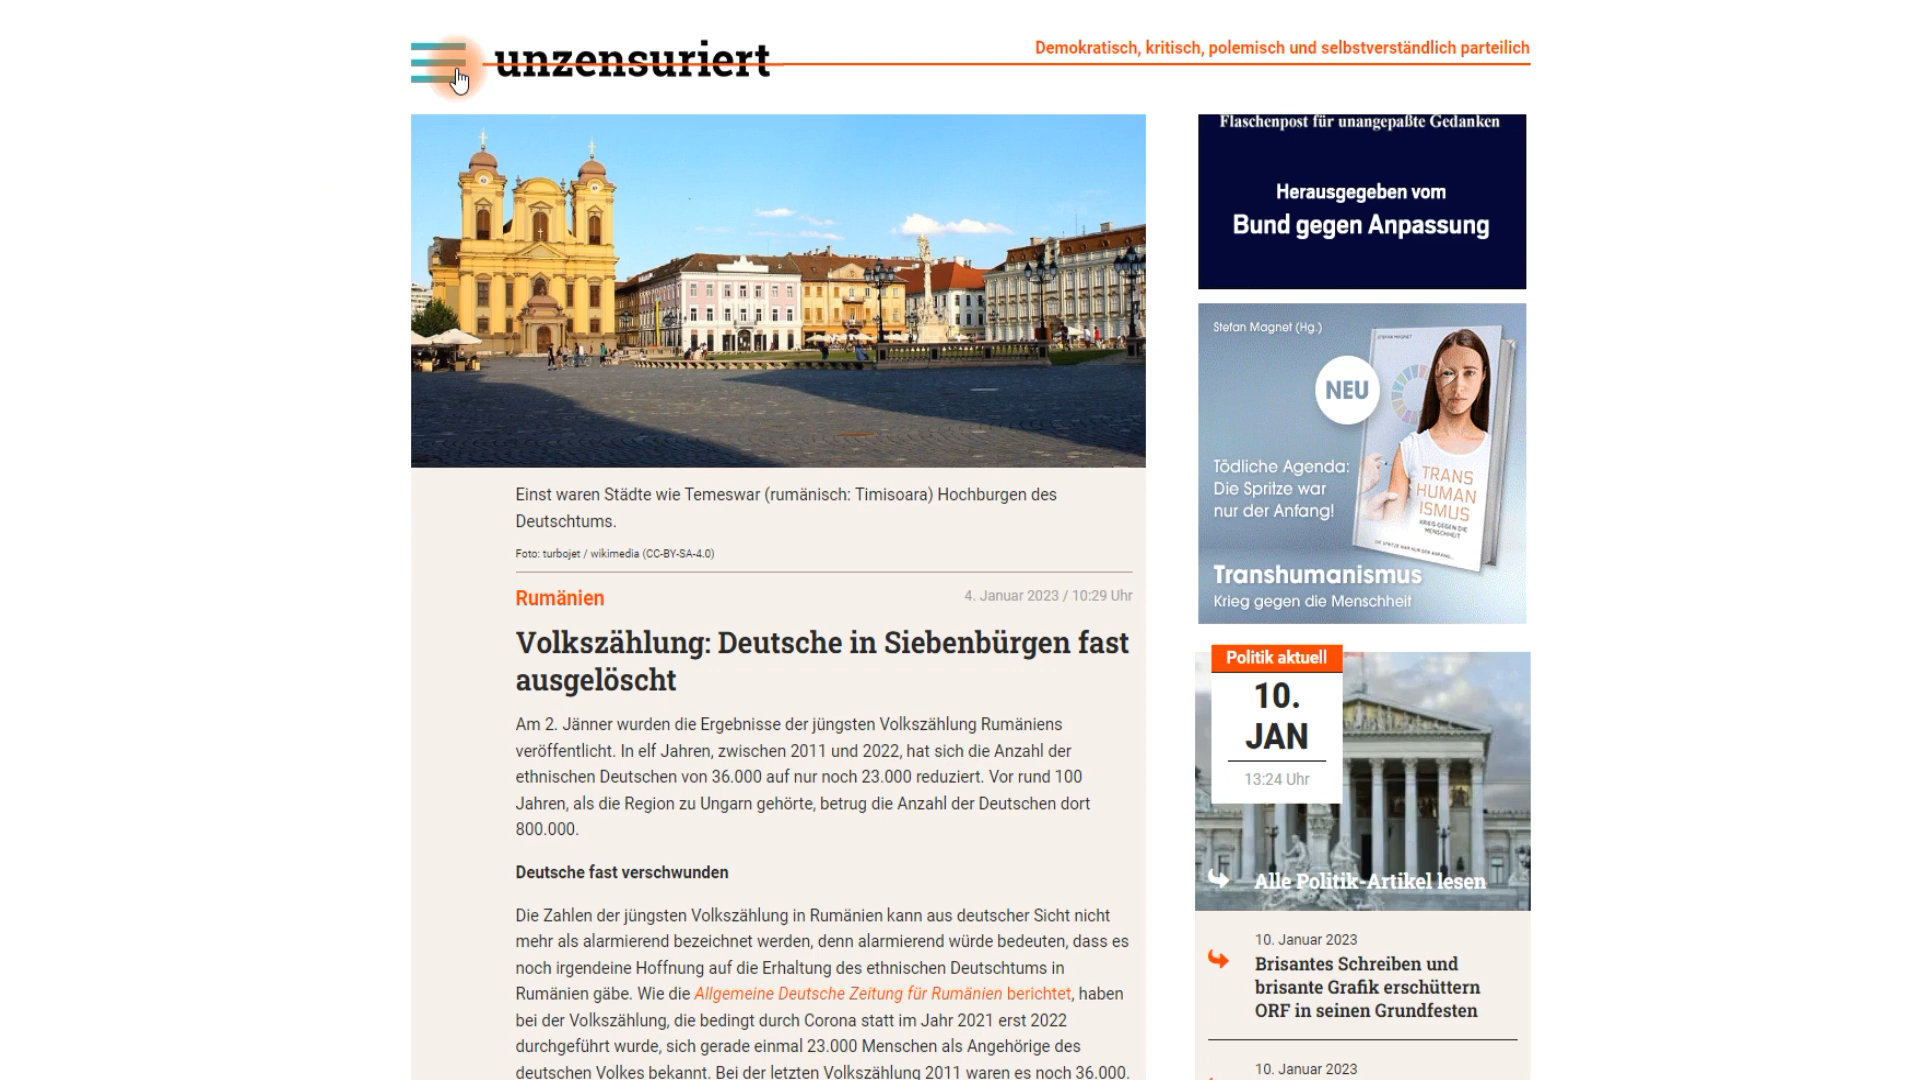 unzensuriert
Demokratisch, kritisch, polemisch und selbstverständlich parteilich
Einst waren Städte wie Temeswar (rumänisch: Timisoara) Hochburgen des
Deutschtums.
Foto: turbojet / wikimedia (CC-BY-SA-4.0)
Rumänien
4. Januar 2023 / 10:29 Uhr
Volkszählung: Deutsche in Siebenbürgen fast
ausgelöscht
Am 2. Jänner wurden die Ergebnisse der jüngsten Volkszählung Rumäniens
veröffentlicht. In elf Jahren, zwischen 2011 und 2022, hat sich die Anzahl der
ethnischen Deutschen von 36.000 auf nur noch 23.000 reduziert. Vor rund 100
Jahren, als die Region zu Ungarn gehörte, betrug die Anzahl der Deutschen dort
800.000.
Deutsche fast verschwunden
Die Zahlen der jüngsten Volkszählung in Rumänien kann aus deutscher Sicht nicht
mehr als alarmierend bezeichnet werden, denn alarmierend würde bedeuten, dass es
noch irgendeine Hoffnung auf die Erhaltung des ethnischen Deutschtums in
Rumänien gäbe. Wie die Allgemeine Deutsche Zeitung für Rumänien berichtet, haben
bei der Volkszählung, die bedingt durch Corona statt im Jahr 2021 erst 2022
durchgeführt wurde, sich gerade einmal 23.000 Menschen als Angehörige des
deutschen Volkes bekannt. Bei der letzten Volkszählung 2011 waren es noch 36.000.
Flaschenpost für unangepaßte Gedanken
Herausgegeben vom
Bund gegen Anpassung
Stefan Magnet (Hg.)
STEFAN MAGNET
NEU
Tödliche Agenda:
Die Spritze war
nur der Anfang!
TRANS
HUMAN
ISMUS
KRIEG GEGEN DIE
MENSCHHEIT
DIE SPRITZE WAR NUR DER ANFANG...
Transhumanismus
Krieg gegen die Menschheit
Politik aktuell
10.
JAN
13:24 Uhr
Alle Politik-Artikel lesen
10. Januar 2023
Brisantes Schreiben und
brisante Grafik erschüttern
ORF in seinen Grundfesten
10. Januar 2023